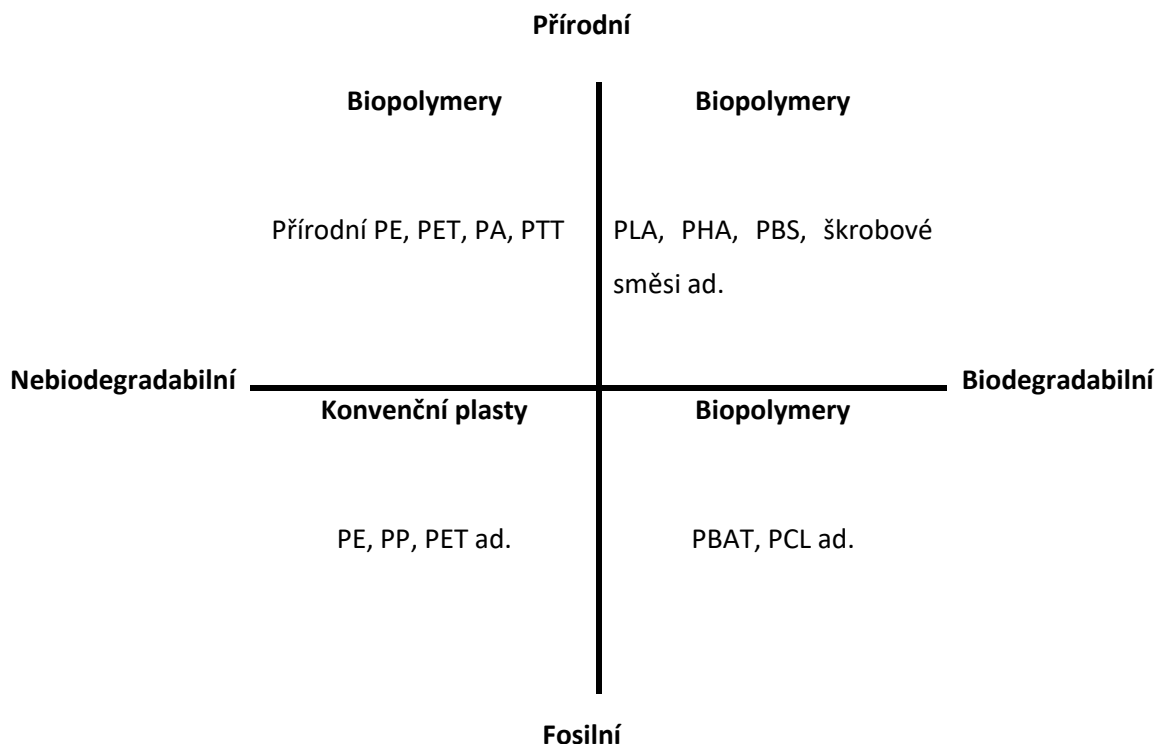 Přírodní
Biopolymery
Biopolymery
Přírodní PE, PET, PA, PTT
PLA, PHA, PBS, škrobové
směsi ad.
Nebiodegradabilní
Biodegradabilní
Konvenční plasty
Biopolymery
PE, PP, PET ad.
PBAT, PCL ad.
Fosilní